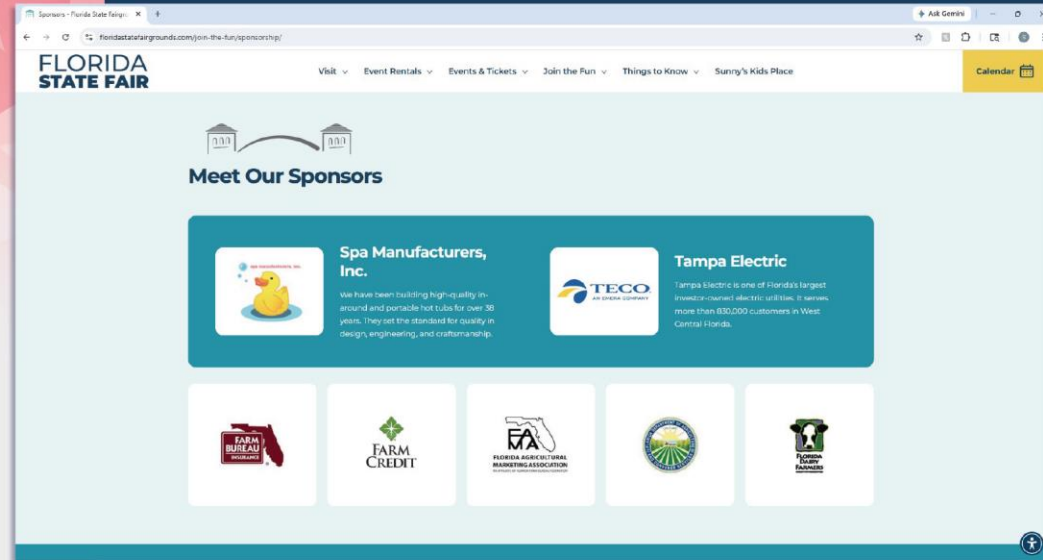 Sponsors - Florida State Fairgr
Ask Gemini
floridastatefairgrounds.com/join-the-fun/sponsorship/
FLORIDA
STATE FAIR
Visit
Event Rentals
Events & Tickets
Join the Fun
Things to Know
Sunny's Kids Place
Calendar
Meet Our Sponsors
spa manufacturers, inc.
Spa Manufacturers,
Inc.
We have been building high-quality in-
around and portable hot tubs for over 38
years. They set the standard for quality in
design, engineering, and craftsmanship.
TECO
AN EMERA COMPANY
Tampa Electric
Tampa Electric is one of Florida's largest
investor-owned electric utilities. It serves
more than 830,000 customers in West
Central Florida.
FARM
BUREAU
INSURANCE
FARM
CREDIT
FAMA
FLORIDA AGRICULTURAL
MARKETING ASSOCIATION
FLORIDA
DAIRY
FARMERS